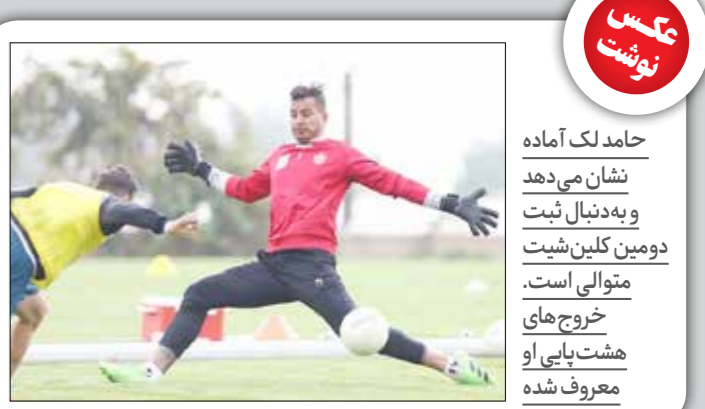 عکس
نوشت
حامد لک آماده
نشان می‌دهد
و به‌دنبال ثبت
دومین کلین‌شیت
متوالی است.
خروج‌های
هشت‌پایی او
معروف شده